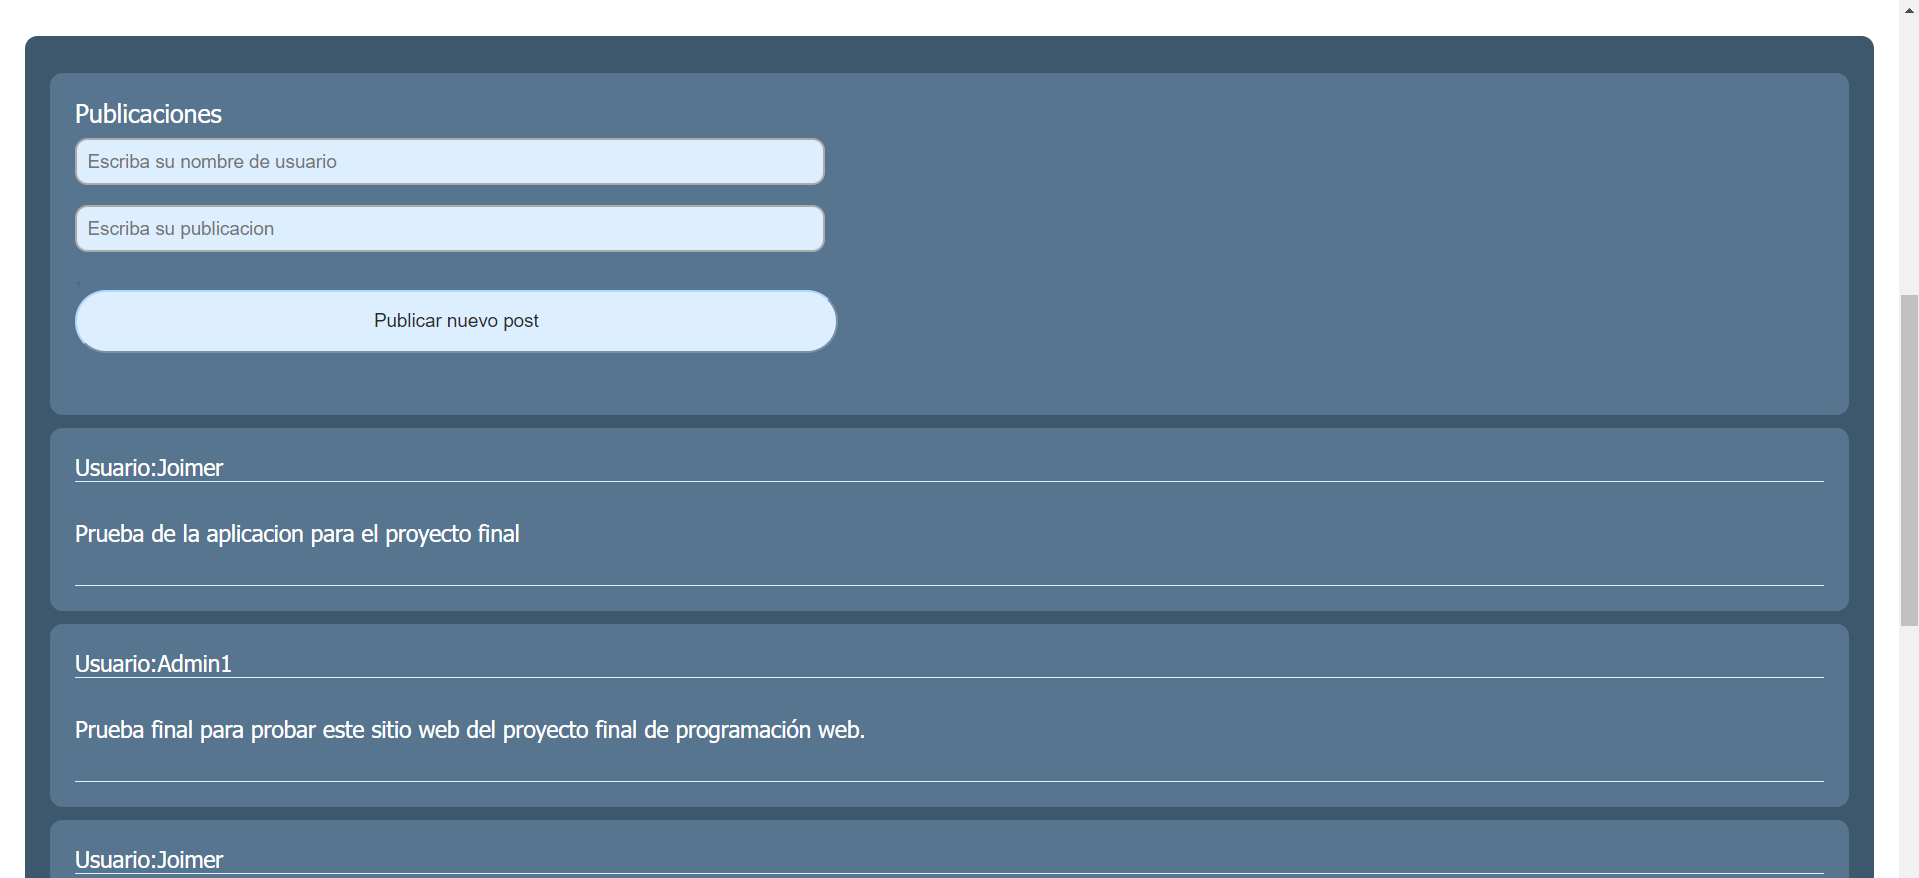 Publicaciones
Escriba su nombre de usuario
Escriba su publicacion
.
Publicar nuevo post
Usuario:Joimer
Prueba de la aplicacion para el proyecto final
Usuario:Admin1
Prueba final para probar este sitio web del proyecto final de programación web.
Usuario:Joimer